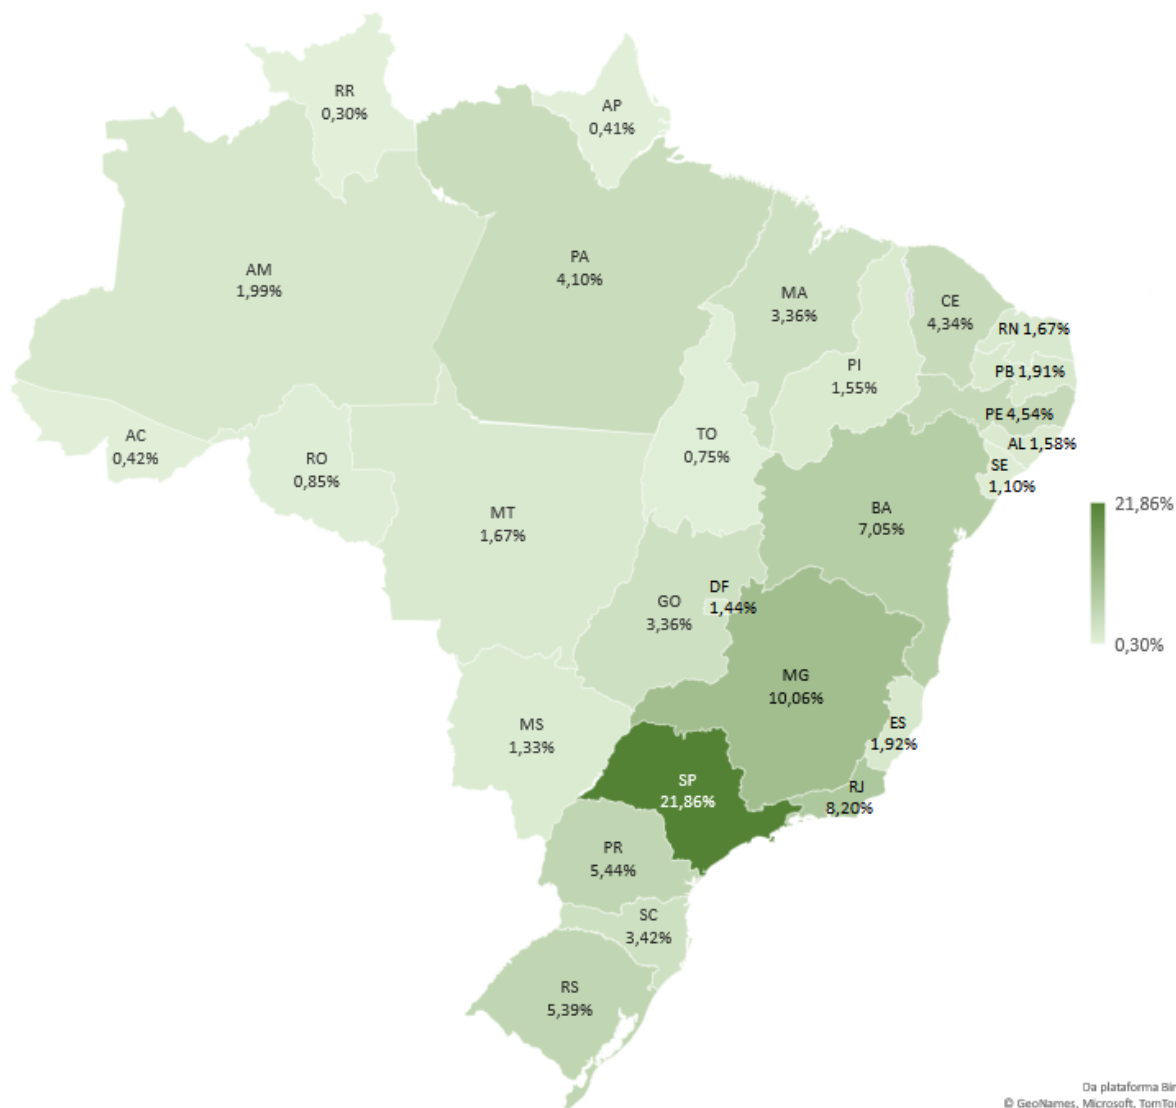 RR
0,30%
AP
0,41%
AM
1,99%
PA
4,10%
MA
3,36%
CE
4,34%
RN 1,67%
PI
1,55%
PB 1,91%
PE 4,54%
AC
0,42%
RO
0,85%
TO
0,75%
AL 1,58%
SE
1,10%
MT
1,67%
BA
7,05%
21,86%
0,30%
GO
3,36%
DF
1,44%
MG
10,06%
ES
1,92%
MS
1,33%
SP
21,86%
RJ
8,20%
PR
5,44%
SC
3,42%
RS
5,39%
Da plataforma
© GeoNames, Microsoft,